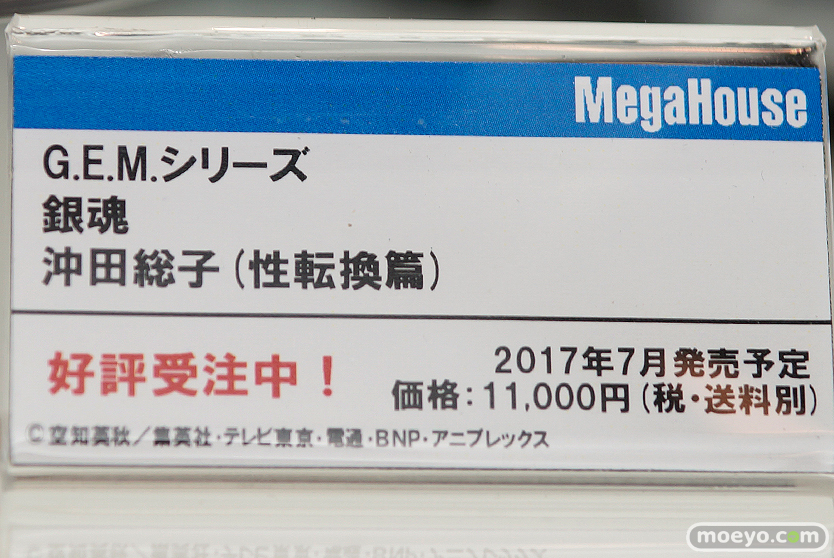 MegaHouse
G.E.M.シリーズ
銀魂
沖田総子(性転換篇)
好評受注中!
2017年7月発売予定
価格:11,000円(税・送料別)
©空知英秋／集英社・テレビ東京・電通・BNP・アニプレックス
moeyo.com